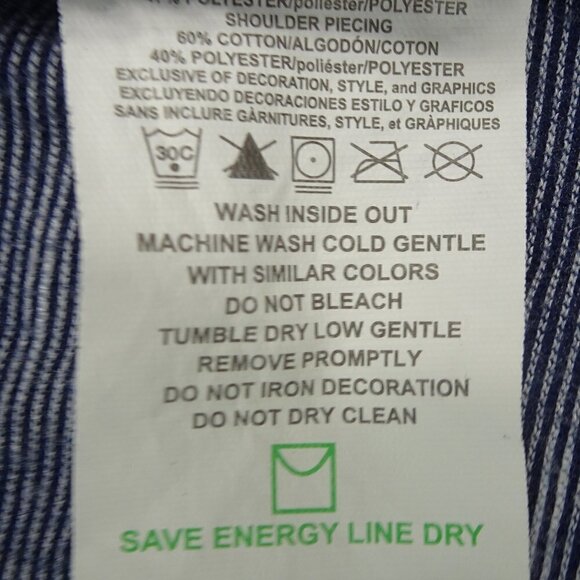 POLYESTER/poliéster/POLYESTER
SHOULDER PIECING
60% COTTON/ALGODÓN/COTON
40% POLYESTER/poliéster/POLYESTER
EXCLUSIVE OF DECORATION, STYLE, and GRAPHICS
EXCLUYENDO DECORACIONES ESTILO Y GRAFICOS
SANS INCLURE GÀRNITURES, STYLE, et GRÀPHIQUES
30C
WASH INSIDE OUT
MACHINE WASH COLD GENTLE
WITH SIMILAR COLORS
DO NOT BLEACH
TUMBLE DRY LOW GENTLE
REMOVE PROMPTLY
DO NOT IRON DECORATION
DO NOT DRY CLEAN
SAVE ENERGY LINE DRY